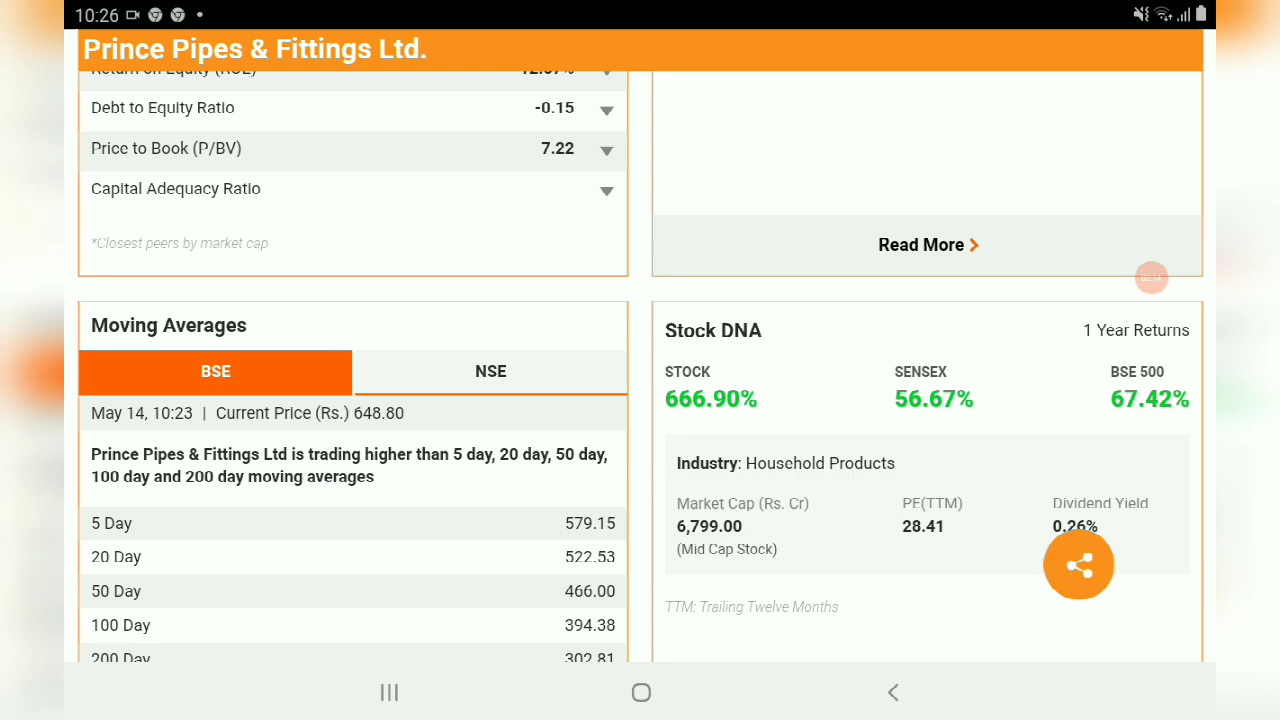 10:26
Prince Pipes & Fittings Ltd.
Return on Equity (ROE)
Debt to Equity Ratio -0.15
Price to Book (P/BV) 7.22
Capital Adequacy Ratio
*Closest peers by market cap
Read More
02:14
Moving Averages
BSE NSE
May 14, 10:23 | Current Price (Rs.) 648.80
Prince Pipes & Fittings Ltd is trading higher than 5 day, 20 day, 50 day,
100 day and 200 day moving averages
5 Day 579.15
20 Day 522.53
50 Day 466.00
100 Day 394.38
200 Day 302.81
Stock DNA 1 Year Returns
STOCK SENSEX BSE 500
666.90% 56.67% 67.42%
Industry: Household Products
Market Cap (Rs. Cr) PE(TTM) Dividend Yield
6,799.00 28.41 0.26%
(Mid Cap Stock)
TTM: Trailing Twelve Months